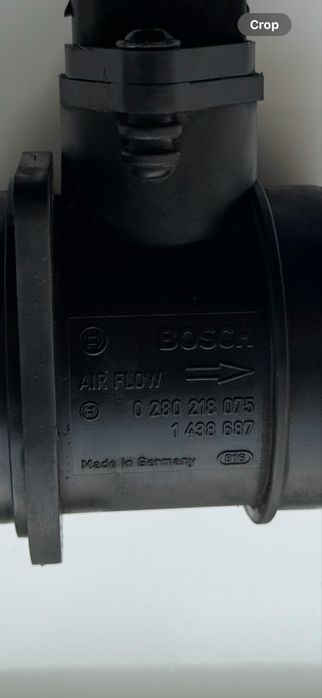 Crop
BOSCH
AIR FLOW
0 280 218 075
1 438 687
Made in Germany